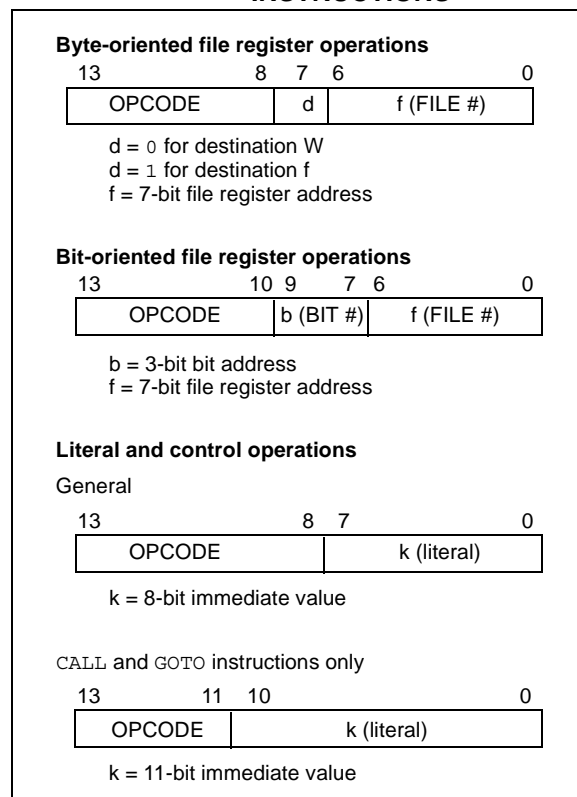 INSTRUCTIONS
Byte-oriented file register operations
13 8 7 6 0
OPCODE d f (FILE #)
d = 0 for destination W
d = 1 for destination f
f = 7-bit file register address
Bit-oriented file register operations
13 10 9 7 6 0
OPCODE b (BIT #) f (FILE #)
b = 3-bit bit address
f = 7-bit file register address
Literal and control operations
General
13 8 7 0
OPCODE k (literal)
k = 8-bit immediate value
CALL and GOTO instructions only
13 11 10 0
OPCODE k (literal)
k = 11-bit immediate value